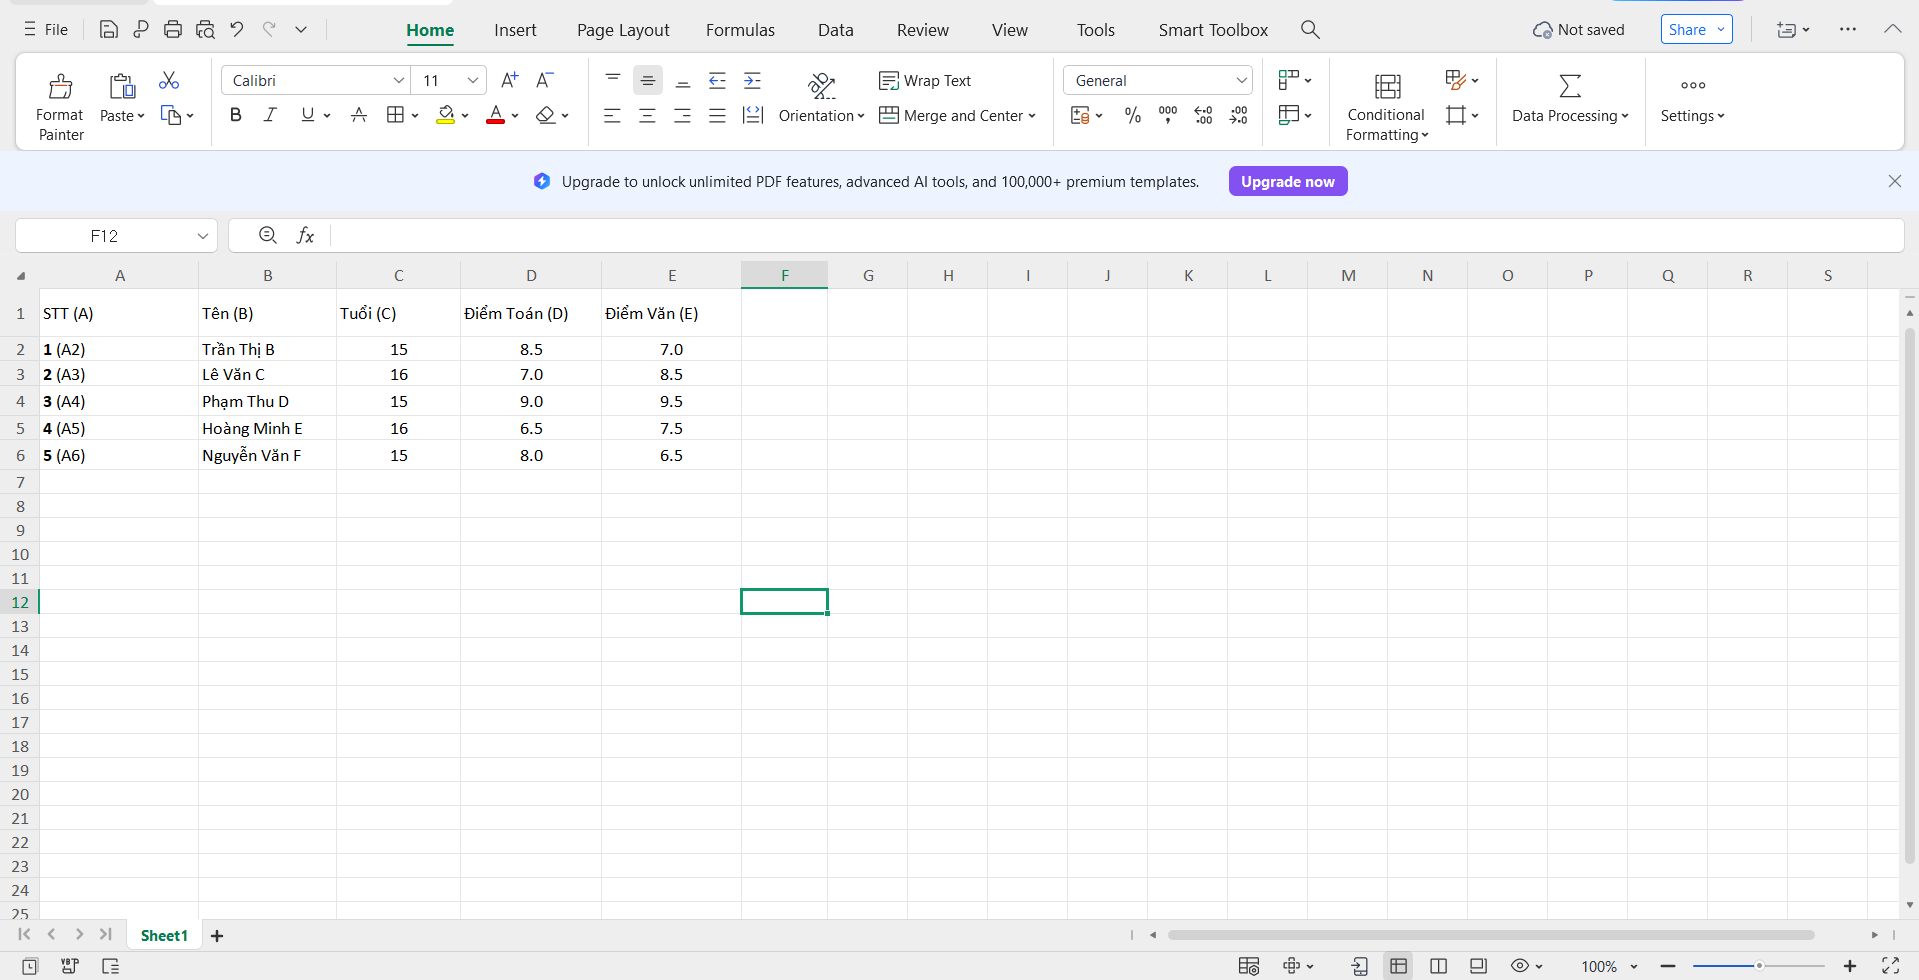 File Home Insert Page Layout Formulas Data Review View Tools Smart Toolbox Not saved Share
Format Painter
Paste
Calibri 11
B I U A A
Orientation
Wrap Text
Merge and Center
General
% 000 .00 .00
Conditional Formatting
Data Processing
Settings
Upgrade to unlock unlimited PDF features, advanced AI tools, and 100,000+ premium templates. Upgrade now
F12 fx
A B C D E F G H I J K L M N O P Q R S
1 STT (A) Tên (B) Tuổi (C) Điểm Toán (D) Điểm Văn (E)
2 1 (A2) Trần Thị B 15 8.5 7.0
3 2 (A3) Lê Văn C 16 7.0 8.5
4 3 (A4) Phạm Thu D 15 9.0 9.5
5 4 (A5) Hoàng Minh E 16 6.5 7.5
6 5 (A6) Nguyễn Văn F 15 8.0 6.5
7
8
9
10
11
12
13
14
15
16
17
18
19
20
21
22
23
24
25
Sheet1
100%